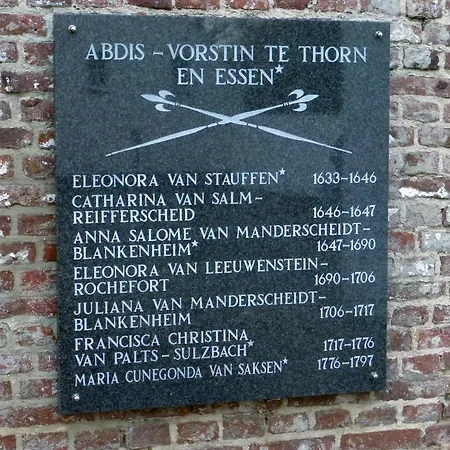 ABDIS – VORSTIN TE THORN
EN ESSEN*
ELEONORA VAN STAUFFEN* 1633-1646
CATHARINA VAN SALM-
REIFFERSCHEID 1646-1647
ANNA SALOME VAN MANDERSCHEIDT-
BLANKENHEIM* 1647-1690
ELEONORA VAN LEEUWENSTEIN-
ROCHEFORT 1690-1706
JULIANA VAN MANDERSCHEIDT-
BLANKENHEIM 1706-1717
FRANCISCA CHRISTINA
VAN PALTS-SULZBACH* 1717-1776
MARIA CUNEGONDA VAN SAKSEN* 1776-1797